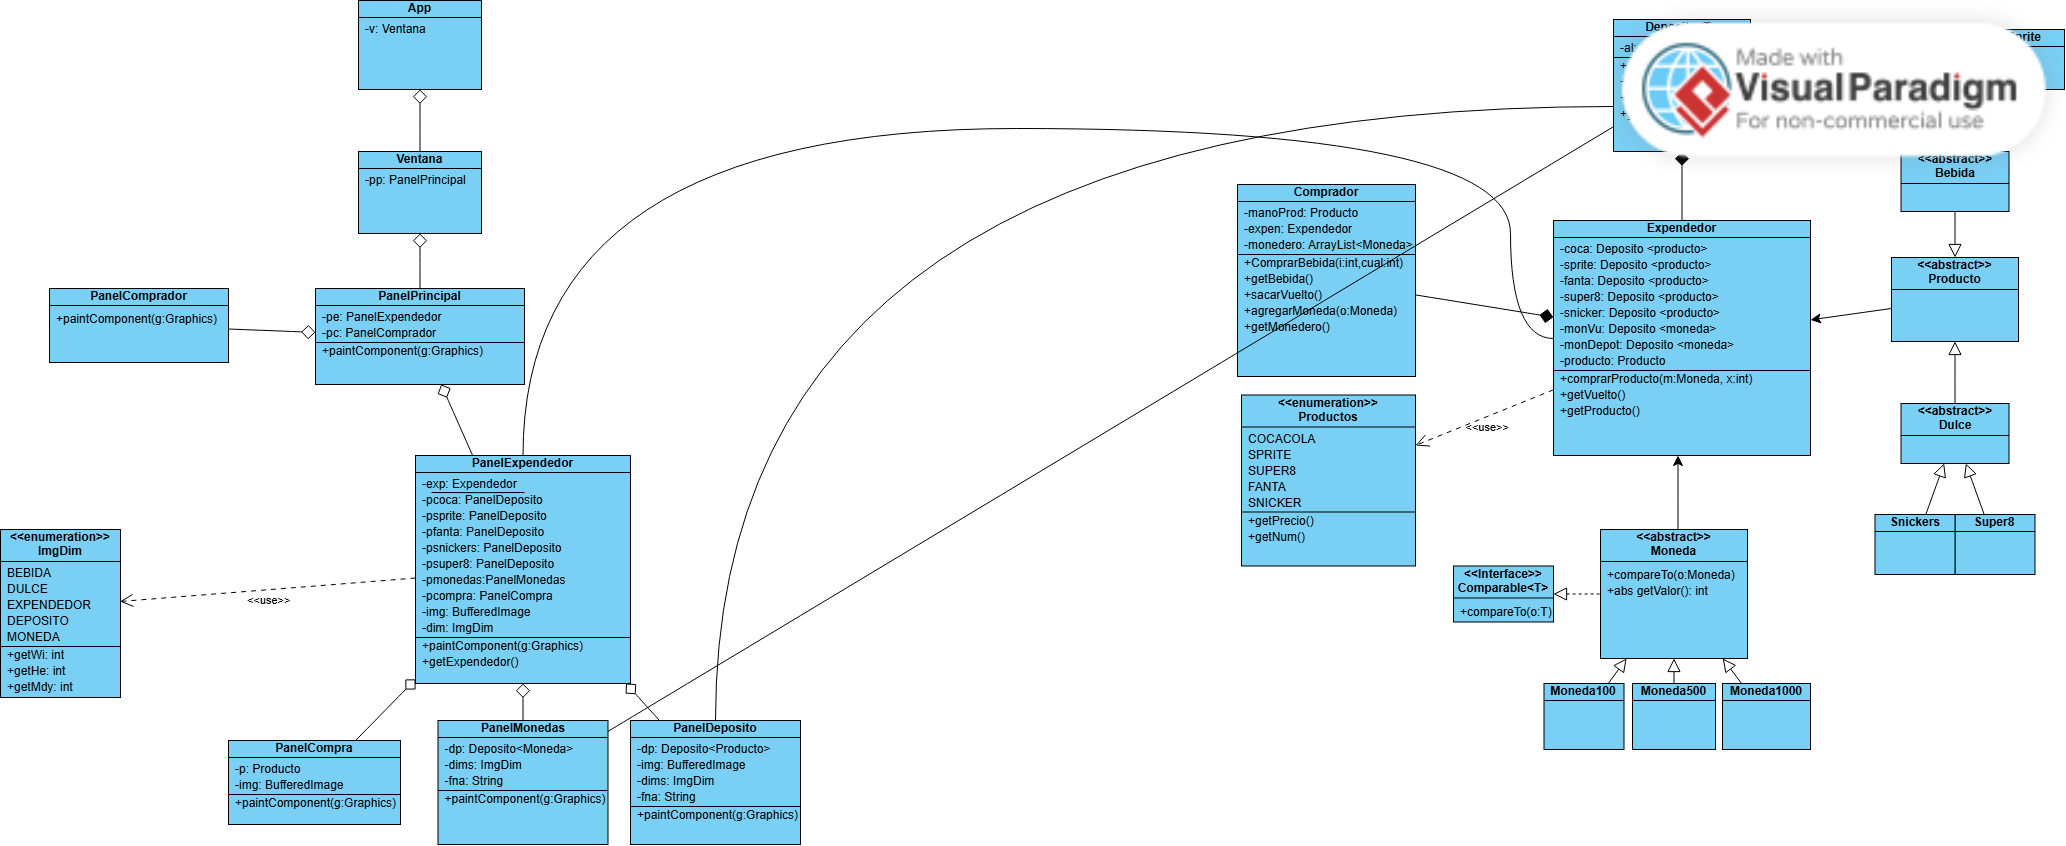 App
-v: Ventana
Ventana
-pp: PanelPrincipal
PanelComprador
+paintComponent(g:Graphics)
PanelPrincipal
-pe: PanelExpendedor
-pc: PanelComprador
+paintComponent(g:Graphics)
PanelExpendedor
-exp: Expendedor
-pcoca: PanelDeposito
-psprite: PanelDeposito
-pfanta: PanelDeposito
-psnickers: PanelDeposito
-psuper8: PanelDeposito
-pmonedas:PanelMonedas
-pcompra: PanelCompra
-img: BufferedImage
-dim: ImgDim
+paintComponent(g:Graphics)
+getExpendedor()
<<enumeration>>
ImgDim
BEBIDA
DULCE
EXPENDEDOR
DEPOSITO
MONEDA
+getWi: int
+getHe: int
+getMdy: int
<<use>>
PanelCompra
-p: Producto
-img: BufferedImage
+paintComponent(g:Graphics)
PanelMonedas
-dp: Deposito<Moneda>
-dims: ImgDim
-fna: String
+paintComponent(g:Graphics)
PanelDeposito
-dp: Deposito<Producto>
-img: BufferedImage
-dims: ImgDim
-fna: String
+paintComponent(g:Graphics)
Comprador
-manoProd: Producto
-expen: Expendedor
-monedero: ArrayList<Moneda>
+ComprarBebida(i:int,cual:int)
+getBebida()
+sacarVuelto()
+agregarMoneda(o:Moneda)
+getMonedero()
<<enumeration>>
Productos
COCACOLA
SPRITE
SUPER8
FANTA
SNICKER
+getPrecio()
+getNum()
<<use>>
Made with
Visual Paradigm
For non-commercial use
Expendedor
-coca: Deposito <producto>
-sprite: Deposito <producto>
-fanta: Deposito <producto>
-super8: Deposito <producto>
-snicker: Deposito <producto>
-monVu: Deposito <moneda>
-monDepot: Deposito <moneda>
-producto: Producto
+comprarProducto(m:Moneda, x:int)
+getVuelto()
+getProducto()
<<abstract>>
Bebida
<<abstract>>
Producto
<<abstract>>
Dulce
Snickers
Super8
<<abstract>>
Moneda
+compareTo(o:Moneda)
+abs getValor(): int
<<Interface>>
Comparable<T>
+compareTo(o:T)
Moneda100
Moneda500
Moneda1000